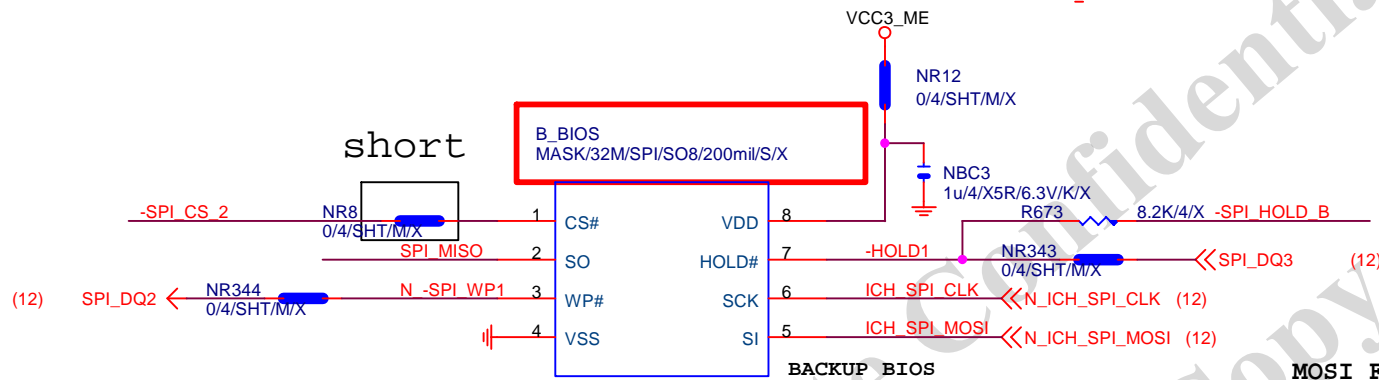 VCC3_ME
NR12
0/4/SHT/M/X
B_BIOS
MASK/32M/SPI/SO8/200mil/S/X
short
NBC3
1u/4/X5R/6.3V/K/X
-SPI_CS_2
NR8
0/4/SHT/M/X
1
CS#
VDD
8
R673
8.2K/4/X
-SPI_HOLD_B
SPI_MISO
2
SO
HOLD#
7
-HOLD1
NR343
0/4/SHT/M/X
SPI_DQ3
(12)
(12)
SPI_DQ2
NR344
0/4/SHT/M/X
N_-SPI_WP1
3
WP#
SCK
6
ICH_SPI_CLK
N_ICH_SPI_CLK (12)
4
VSS
SI
5
ICH_SPI_MOSI
N_ICH_SPI_MOSI (12)
BACKUP BIOS
MOSI
Confidential
Copy